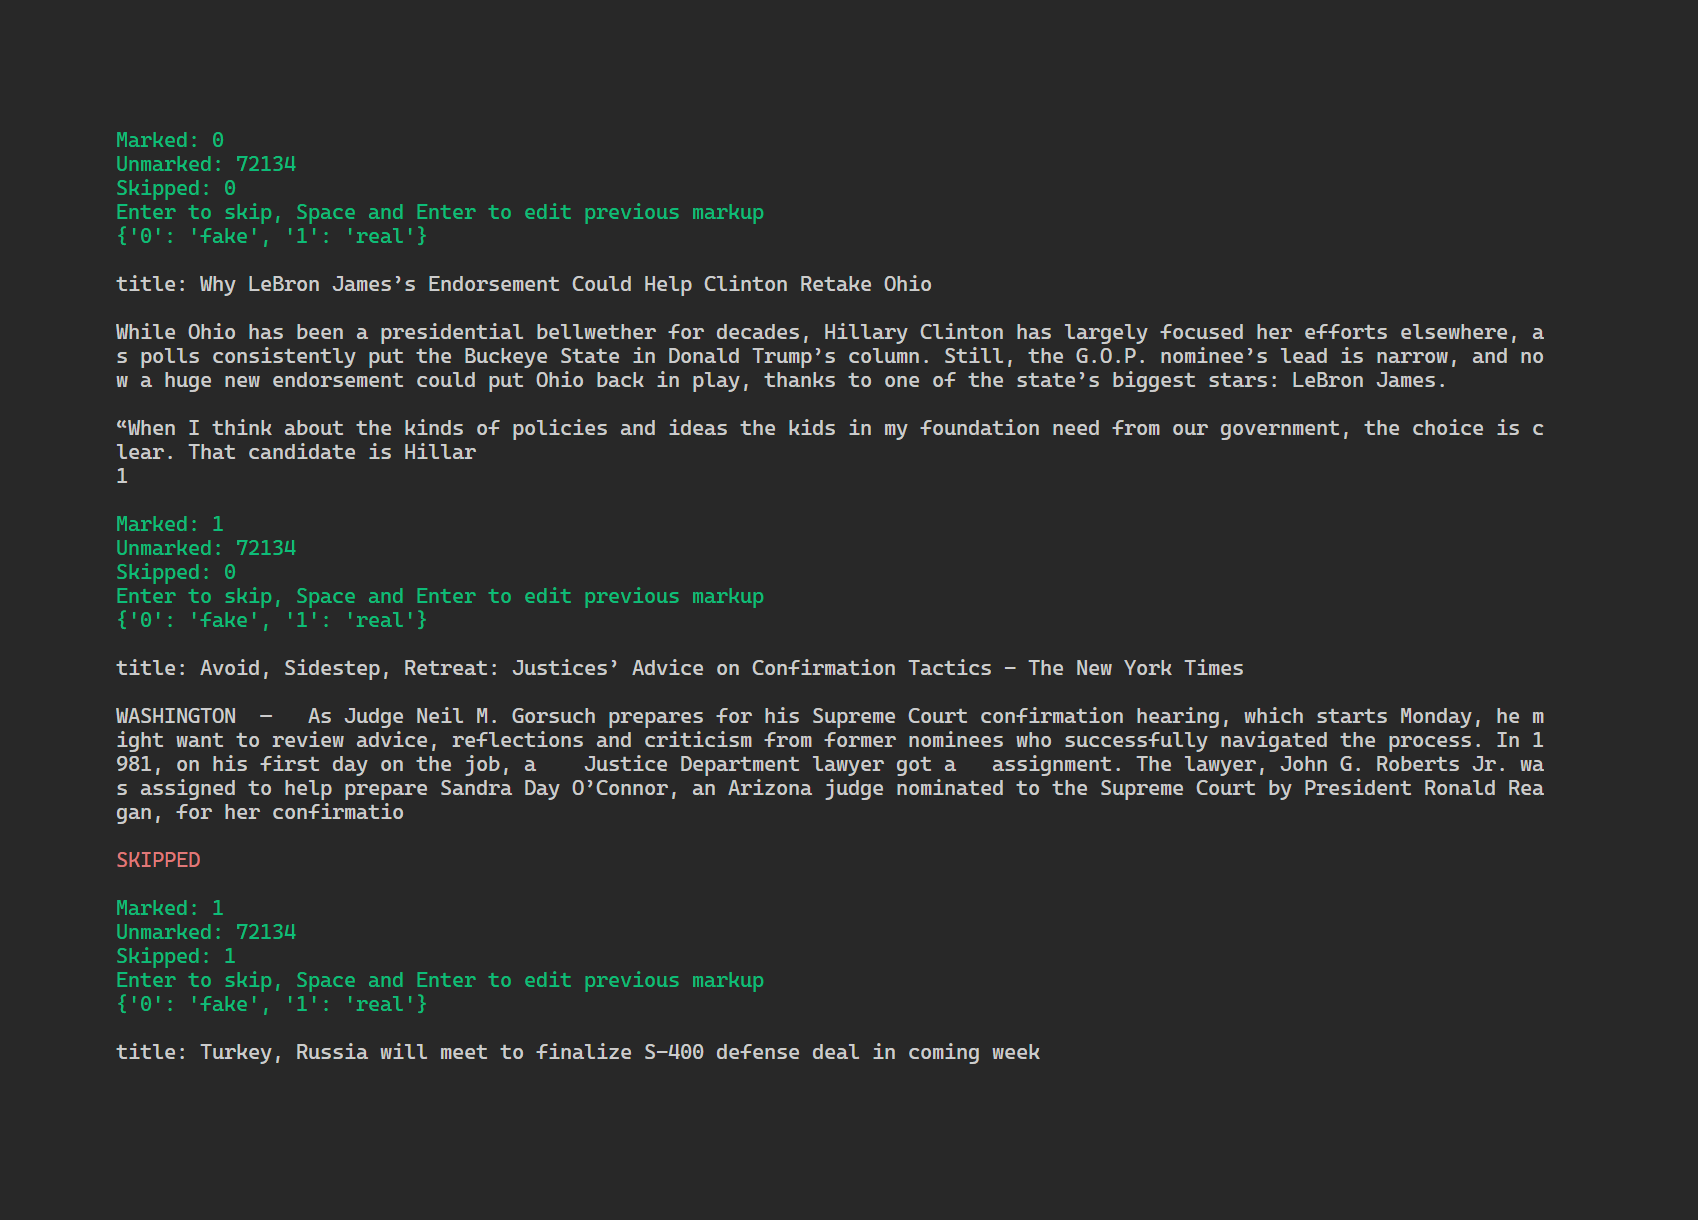 Marked: 0
Unmarked: 72134
Skipped: 0
Enter to skip, Space and Enter to edit previous markup
{'0': 'fake', '1': 'real'}
title: Why LeBron James’s Endorsement Could Help Clinton Retake Ohio
While Ohio has been a presidential bellwether for decades, Hillary Clinton has largely focused her efforts elsewhere, a
s polls consistently put the Buckeye State in Donald Trump’s column. Still, the G.O.P. nominee’s lead is narrow, and no
w a huge new endorsement could put Ohio back in play, thanks to one of the state’s biggest stars: LeBron James.
“When I think about the kinds of policies and ideas the kids in my foundation need from our government, the choice is c
lear. That candidate is Hillar
1
Marked: 1
Unmarked: 72134
Skipped: 0
Enter to skip, Space and Enter to edit previous markup
{'0': 'fake', '1': 'real'}
title: Avoid, Sidestep, Retreat: Justices’ Advice on Confirmation Tactics - The New York Times
WASHINGTON  —   As Judge Neil M. Gorsuch prepares for his Supreme Court confirmation hearing, which starts Monday, he m
ight want to review advice, reflections and criticism from former nominees who successfully navigated the process. In 1
981, on his first day on the job, a    Justice Department lawyer got a   assignment. The lawyer, John G. Roberts Jr. wa
s assigned to help prepare Sandra Day O’Connor, an Arizona judge nominated to the Supreme Court by President Ronald Rea
gan, for her confirmatio
SKIPPED
Marked: 1
Unmarked: 72134
Skipped: 1
Enter to skip, Space and Enter to edit previous markup
{'0': 'fake', '1': 'real'}
title: Turkey, Russia will meet to finalize S-400 defense deal in coming week